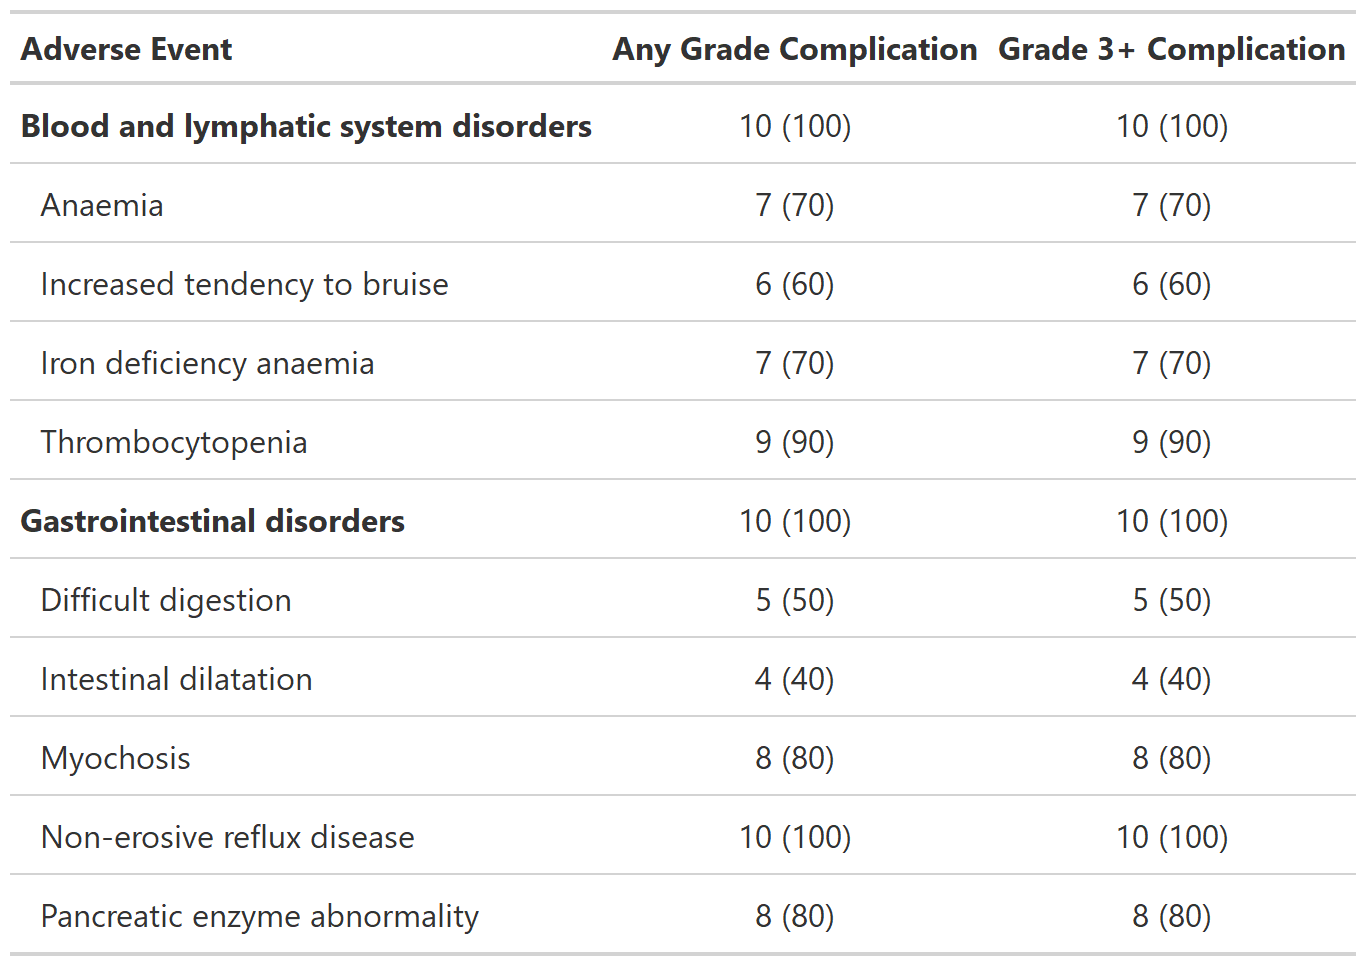 Adverse Event Any Grade Complication Grade 3+ Complication
Blood and lymphatic system disorders 10 (100) 10 (100)
Anaemia 7 (70) 7 (70)
Increased tendency to bruise 6 (60) 6 (60)
Iron deficiency anaemia 7 (70) 7 (70)
Thrombocytopenia 9 (90) 9 (90)
Gastrointestinal disorders 10 (100) 10 (100)
Difficult digestion 5 (50) 5 (50)
Intestinal dilatation 4 (40) 4 (40)
Myochosis 8 (80) 8 (80)
Non-erosive reflux disease 10 (100) 10 (100)
Pancreatic enzyme abnormality 8 (80) 8 (80)